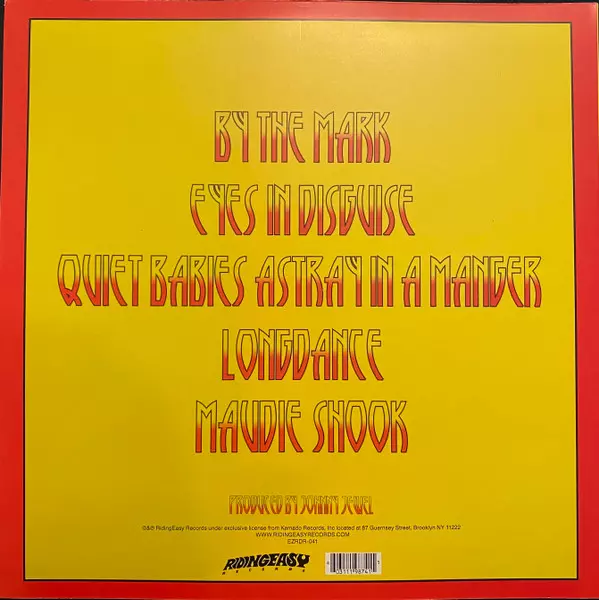 BY THE MARK
EYES IN DISGUISE
QUIET BABIES ASTRAY IN A MANGER
LONGDANCE
MAUDIE SHOOK
PRODUCED BY JOHNNY JEWEL
©&℗ RidingEasy Records under exclusive license from Kemado Records, Inc located at 87 Guernsey Street, Brooklyn NY 11222
WWW.RIDINGEASYRECORDS.COM
EZRDR-041
RIDINGEASY
RECORDS